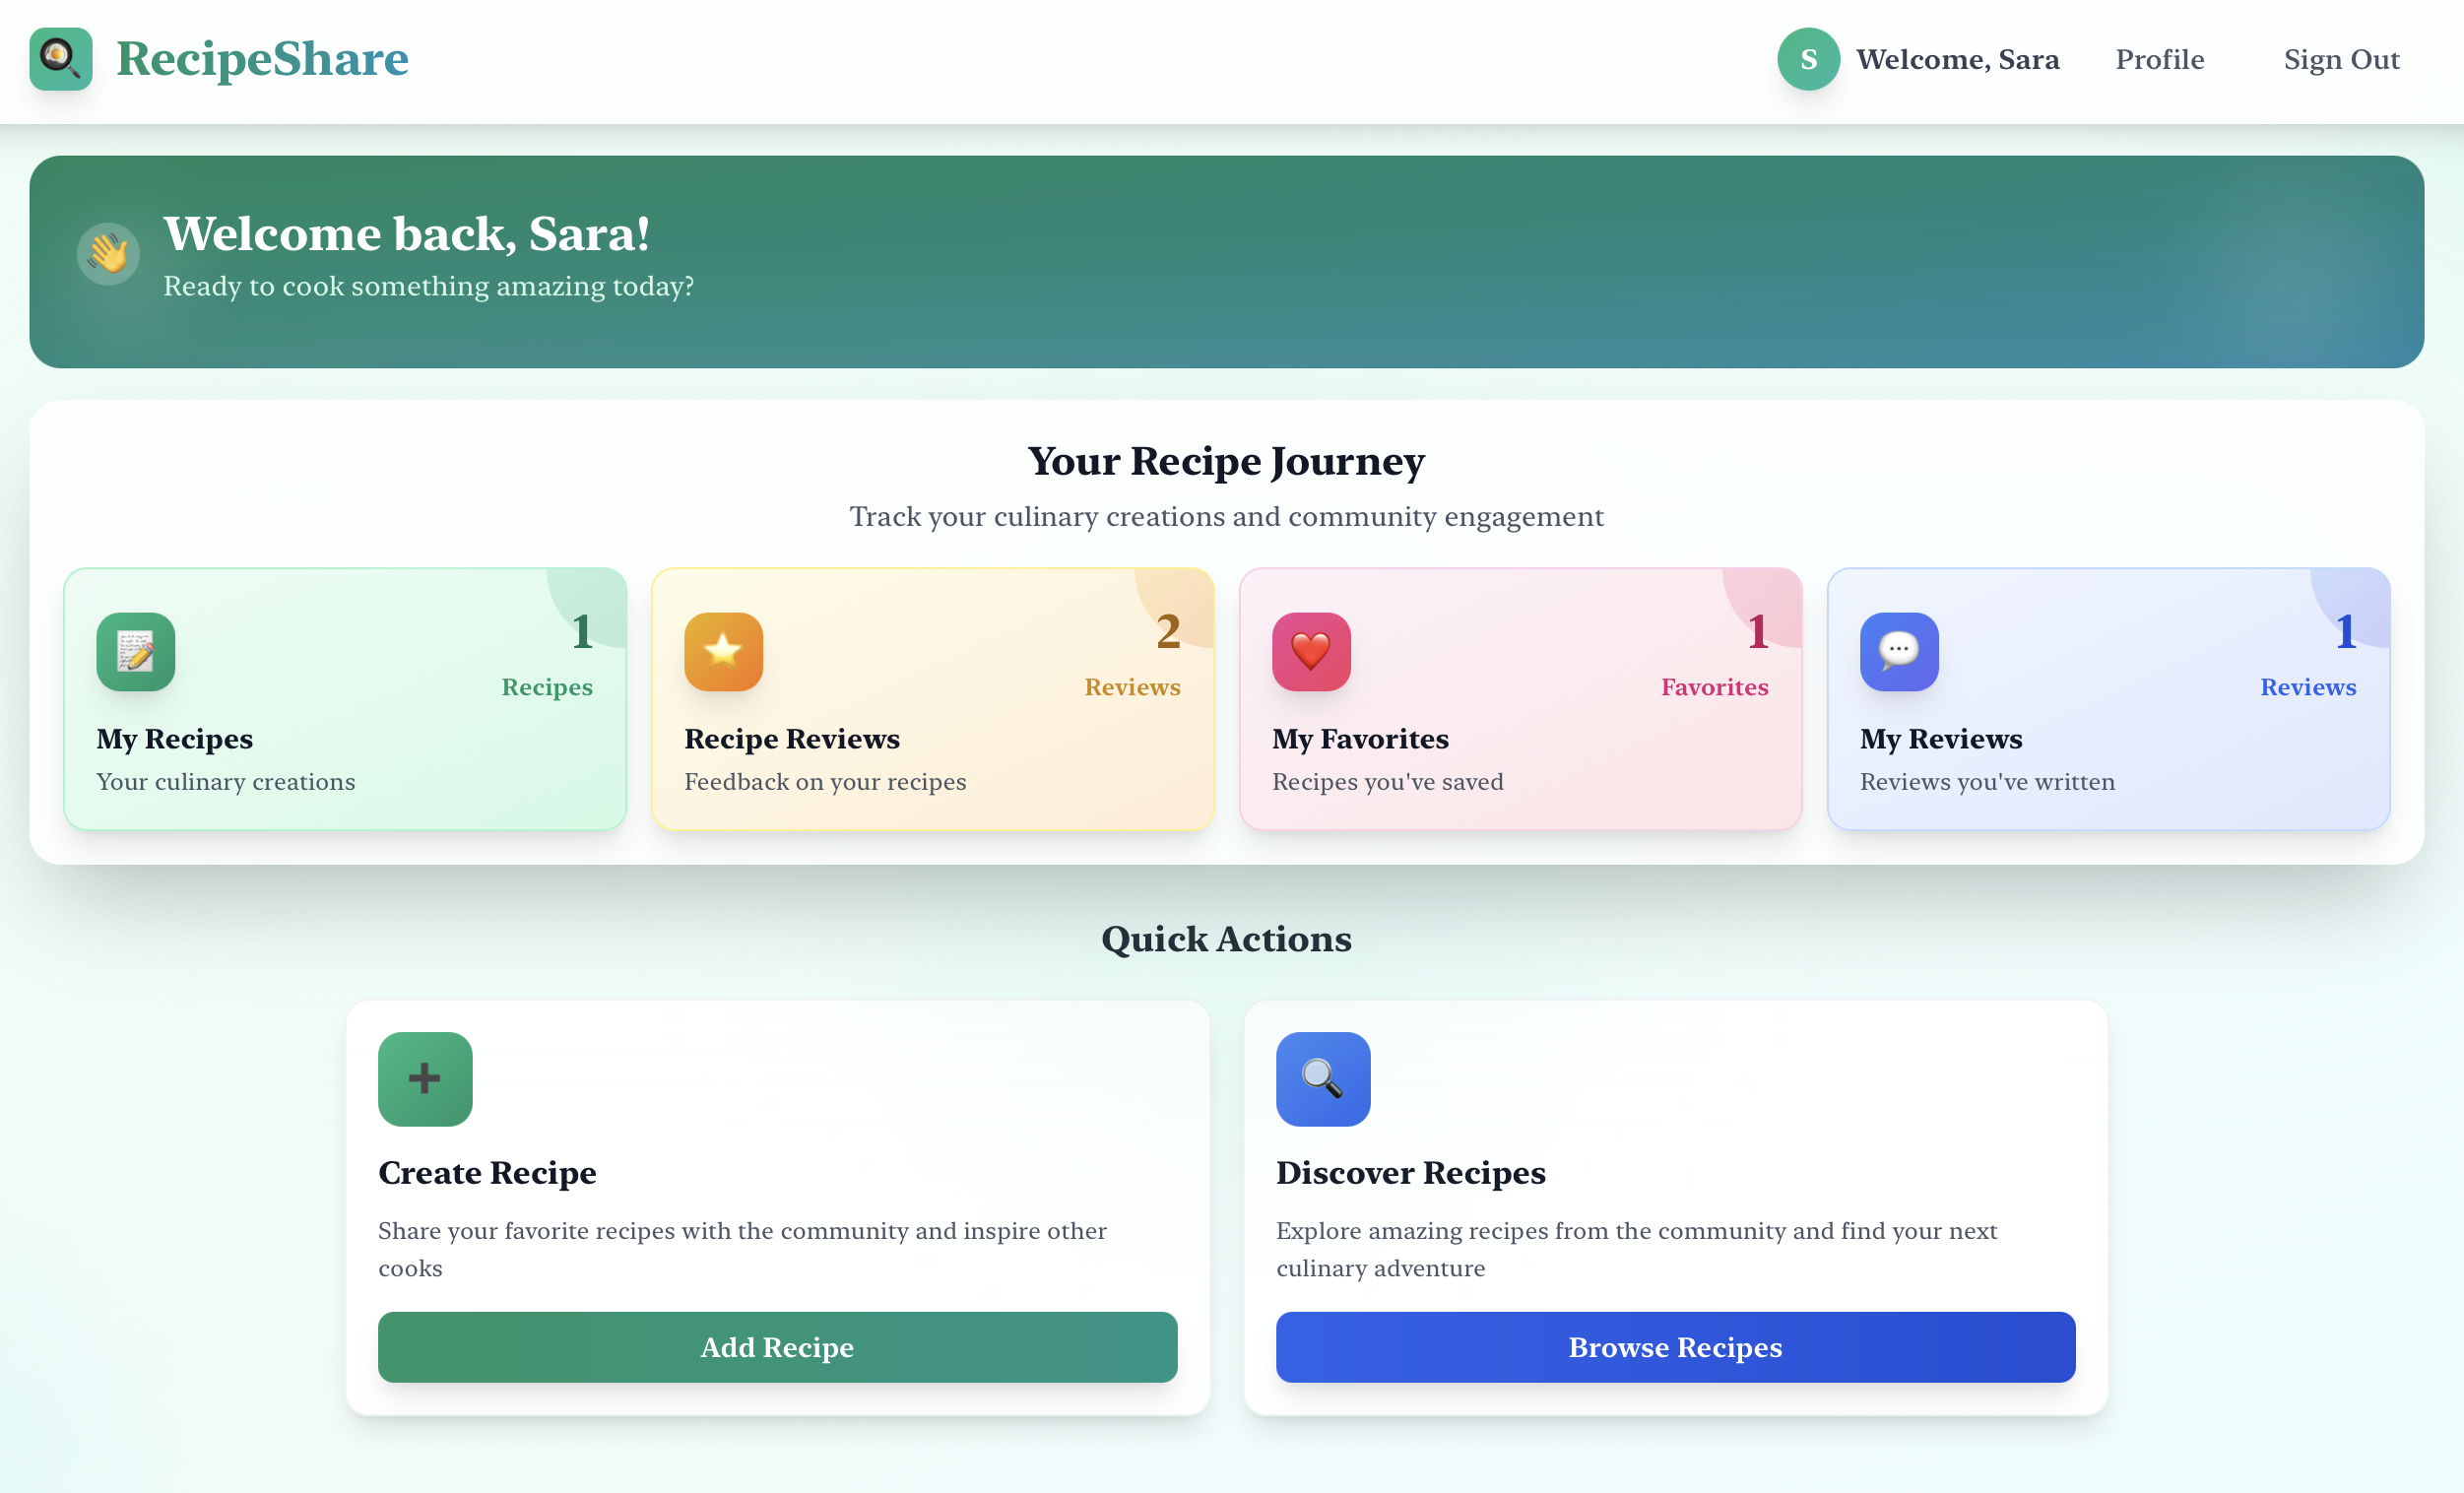 RecipeShare
S
Welcome, Sara
Profile
Sign Out
Welcome back, Sara!
Ready to cook something amazing today?
Your Recipe Journey
Track your culinary creations and community engagement
1
Recipes
My Recipes
Your culinary creations
2
Reviews
Recipe Reviews
Feedback on your recipes
1
Favorites
My Favorites
Recipes you've saved
1
Reviews
My Reviews
Reviews you've written
Quick Actions
Create Recipe
Share your favorite recipes with the community and inspire other
cooks
Add Recipe
Discover Recipes
Explore amazing recipes from the community and find your next
culinary adventure
Browse Recipes